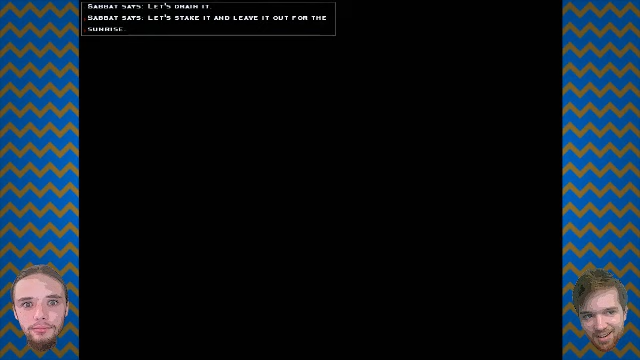 Sabbat says: Let's drain it.
Sabbat says: Let's stake it and leave it out for the
sunrise.